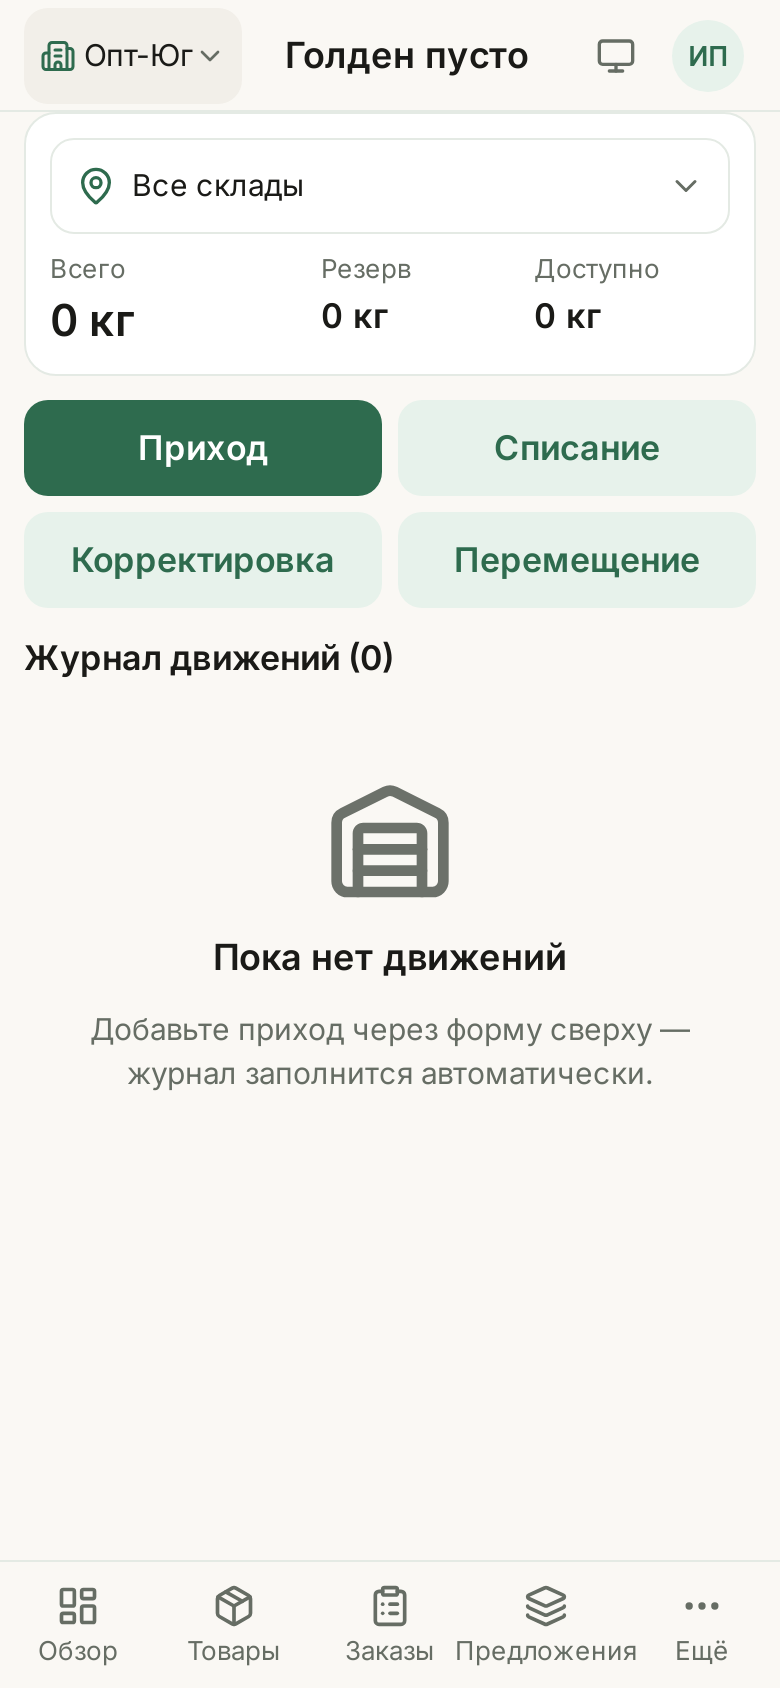 Опт-Юг
Голден пусто
ИП
Все склады
Всего
Резерв
Доступно
0 кг
0 кг
0 кг
Приход
Списание
Корректировка
Перемещение
Журнал движений (0)
Пока нет движений
Добавьте приход через форму сверху —
журнал заполнится автоматически.
Обзор
Товары
Заказы
Предложения
Ещё